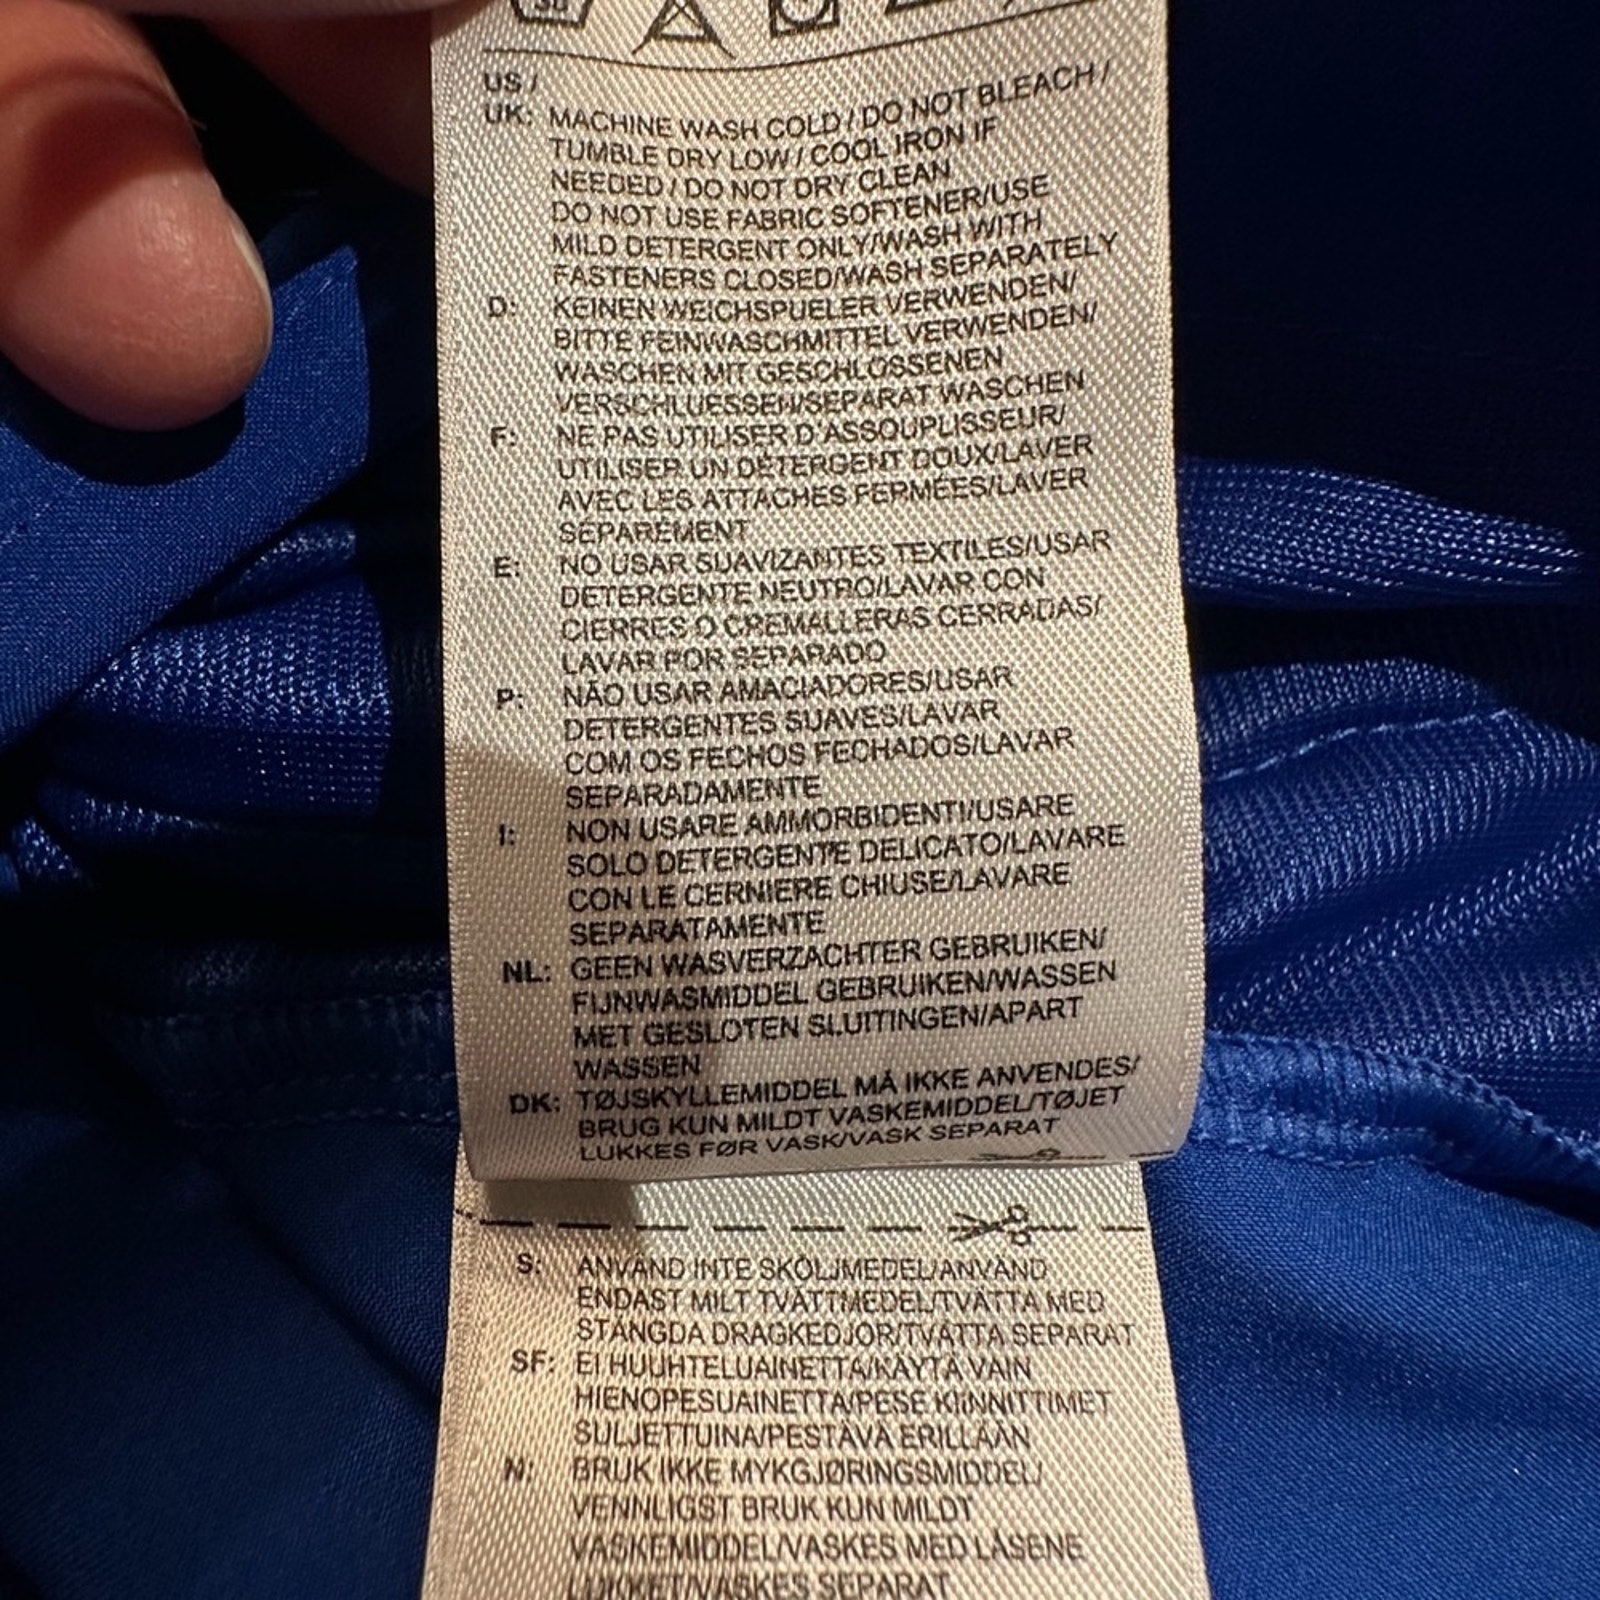 30
US /
UK: MACHINE WASH COLD / DO NOT BLEACH /
TUMBLE DRY LOW / COOL IRON IF
NEEDED / DO NOT DRY CLEAN
DO NOT USE FABRIC SOFTENER/USE
MILD DETERGENT ONLY/WASH WITH
FASTENERS CLOSED/WASH SEPARATELY
D: KEINEN WEICHSPUELER VERWENDEN/
BITTE FEINWASCHMITTEL VERWENDEN/
WASCHEN MIT GESCHLOSSENEN
VERSCHLUESSEN/SEPARAT WASCHEN
F: NE PAS UTILISER D'ASSOUPLISSEUR/
UTILISER UN DÉTERGENT DOUX/LAVER
AVEC LES ATTACHES FERMÉES/LAVER
SÉPARÉMENT
E: NO USAR SUAVIZANTES TEXTILES/USAR
DETERGENTE NEUTRO/LAVAR CON
CIERRES O CREMALLERAS CERRADAS/
LAVAR POR SEPARADO
P: NÃO USAR AMACIADORES/USAR
DETERGENTES SUAVES/LAVAR
COM OS FECHOS FECHADOS/LAVAR
SEPARADAMENTE
I: NON USARE AMMORBIDENTI/USARE
SOLO DETERGENTE DELICATO/LAVARE
CON LE CERNIERE CHIUSE/LAVARE
SEPARATAMENTE
NL: GEEN WASVERZACHTER GEBRUIKEN/
FIJNWASMIDDEL GEBRUIKEN/WASSEN
MET GESLOTEN SLUITINGEN/APART
WASSEN
DK: TØJSKYLLEMIDDEL MÅ IKKE ANVENDES/
BRUG KUN MILDT VASKEMIDDEL/TØJET
LUKKES FØR VASK/VASK SEPARAT
S: ANVÄND INTE SKÖLJMEDEL/ANVÄND
ENDAST MILT TVÄTTMEDEL/TVÄTTA MED
STÄNGDA DRAGKEDJOR/TVÄTTA SEPARAT
SF: EI HUUHTELUAINETTA/KÄYTÄ VAIN
HIENOPESUAINETTA/PESE KIINNITTIMET
SULJETTUINA/PESTÄVÄ ERILLÄÄN
N: BRUK IKKE MYKGJØRINGSMIDDEL/
VENNLIGST BRUK KUN MILDT
VASKEMIDDEL/VASKES MED LÅSENE
LUKKET/VASKES SEPARAT